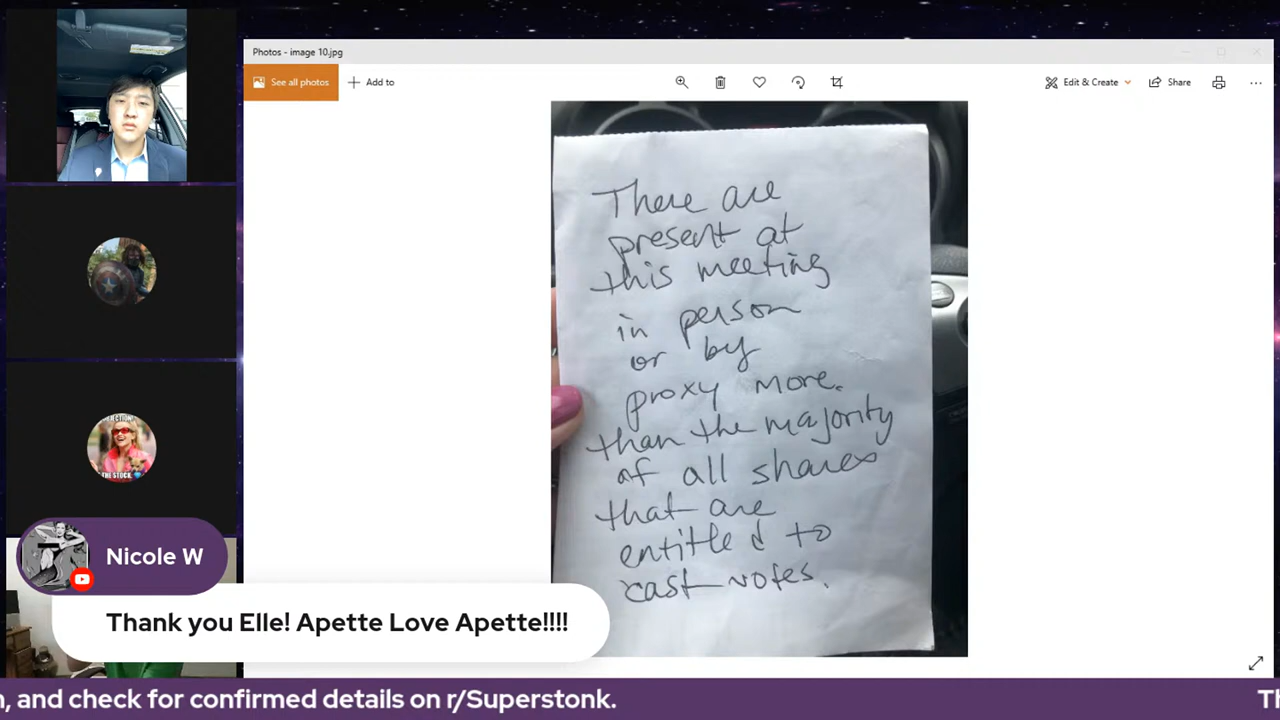 Photos - image 10.jpg
See all photos
Add to
Edit & Create
Share
There are
present at
this meeting
in person
or by
proxy more.
than the majority
of all shares
that are
entitled to
cast votes.
THE STOCK
Nicole W
Thank you Elle! Apette Love Apette!!!!
, and check for confirmed details on r/Superstonk.